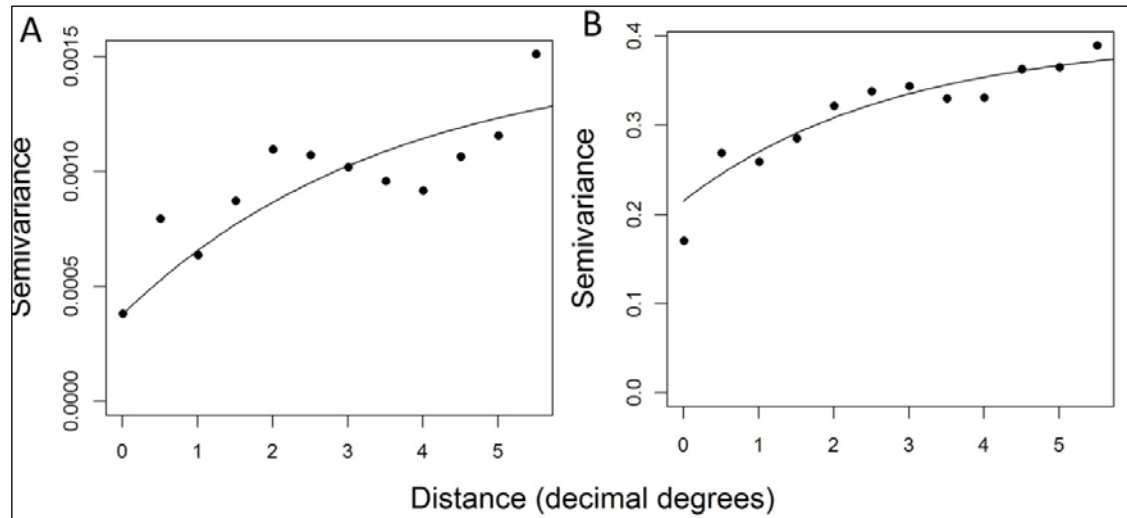 A
B
Semivariance
0.0015
0.0010
0.0005
0.0000
0 1 2 3 4 5
Semivariance
0.4
0.3
0.2
0.1
0.0
0 1 2 3 4 5
Distance (decimal degrees)